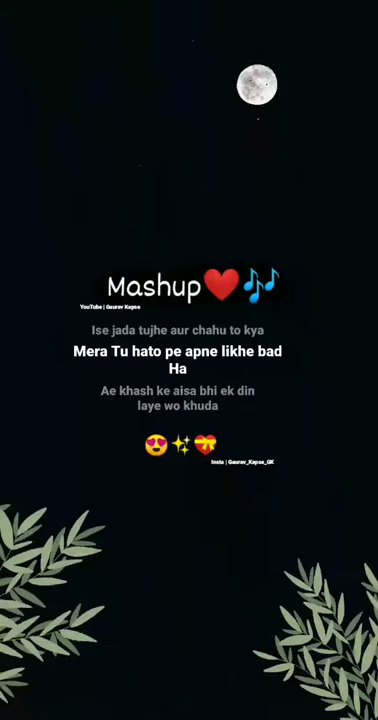 Mashup❤️🎶
YouTube | Gaurav Kapse
Ise jada tujhe aur chahu to kya
Mera Tu hato pe apne likhe bad
Ha
Ae khash ke aisa bhi ek din
laye wo khuda
😍✨💝
Insta | Gaurav_Kapse_GK